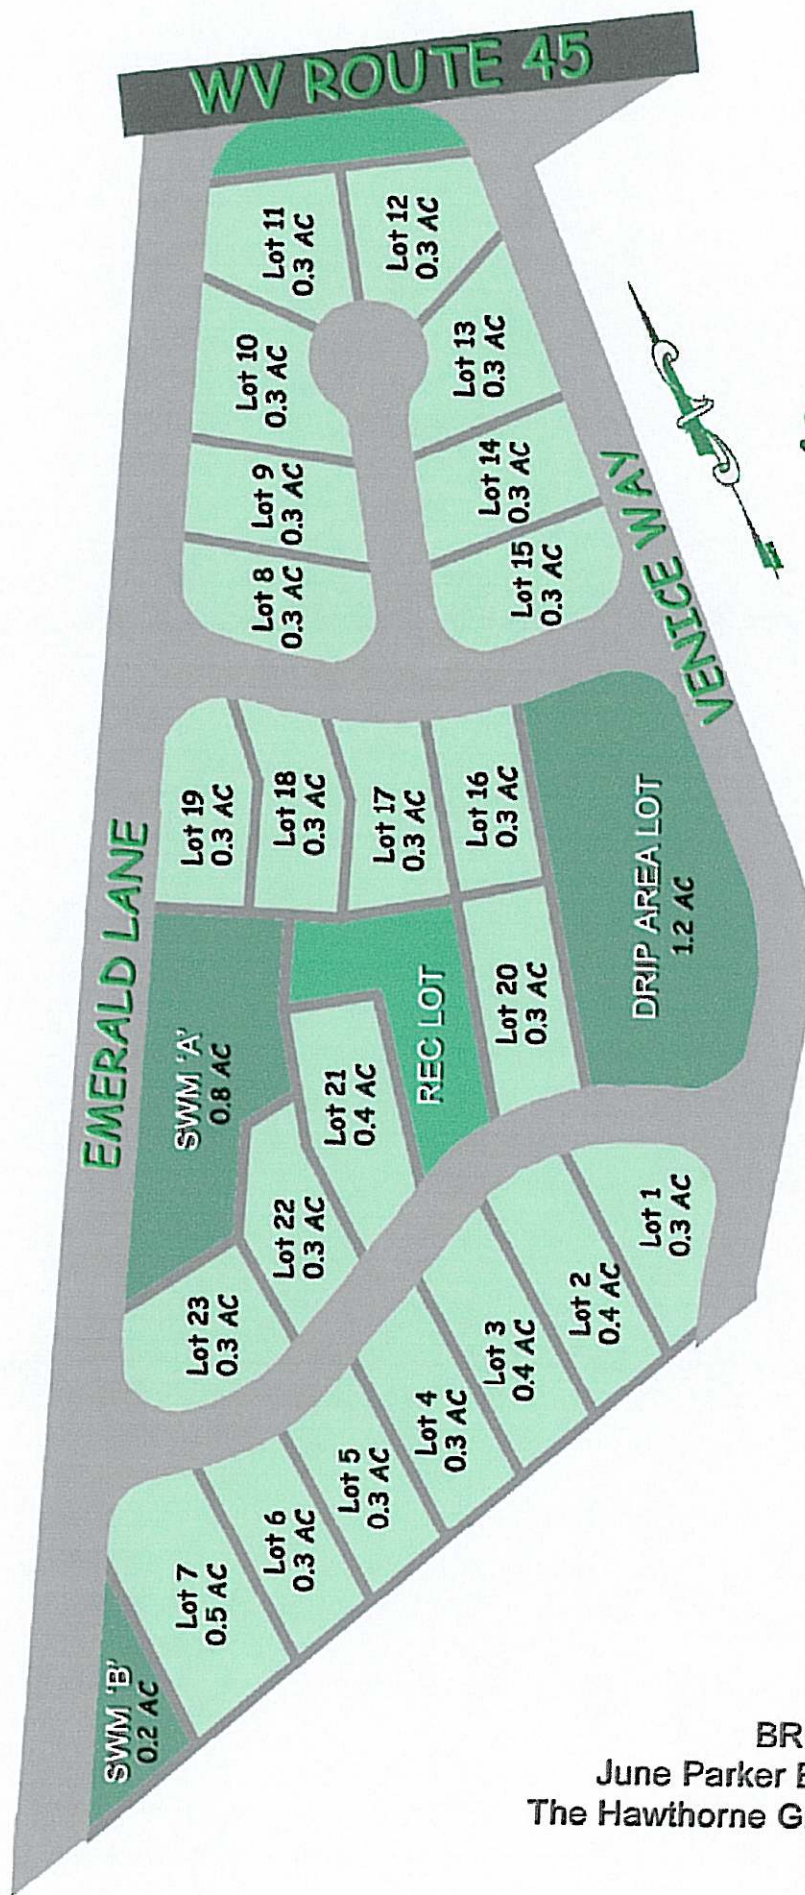 WV ROUTE 45
Lot 11
0.3 AC
Lot 12
0.3 AC
Lot 10
0.3 AC
Lot 13
0.3 AC
Lot 9
0.3 AC
Lot 14
0.3 AC
Lot 8
0.3 AC
Lot 15
0.3 AC
VENICE WAY
EMERALD LANE
Lot 19
0.3 AC
Lot 18
0.3 AC
Lot 17
0.3 AC
Lot 16
0.3 AC
DRIP AREA LOT
1.2 AC
SWM 'A'
0.8 AC
REC LOT
Lot 20
0.3 AC
Lot 21
0.4 AC
Lot 22
0.3 AC
Lot 23
0.3 AC
Lot 1
0.3 AC
Lot 2
0.4 AC
Lot 3
0.4 AC
Lot 4
0.3 AC
Lot 5
0.3 AC
Lot 6
0.3 AC
Lot 7
0.5 AC
SWM 'B'
0.2 AC
BR
June Parker
The Hawthorne